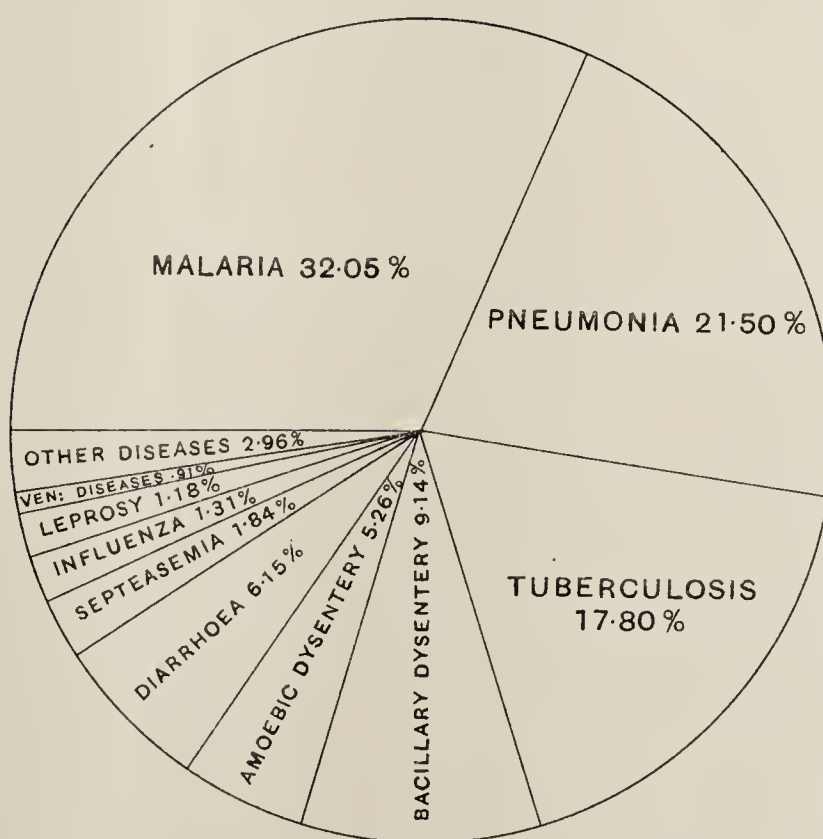 MALARIA 32·05 %
PNEUMONIA 21·50 %
TUBERCULOSIS
17·80 %
BACILLARY DYSENTERY 9·14 %
AMOEBIC DYSENTERY 5·26%
DIARRHOEA 6·15%
SEPTEASEMIA 1·84%
INFLUENZA 1·31%
LEPROSY 1·18%
VEN: DISEASES ·91%
OTHER DISEASES 2·96%